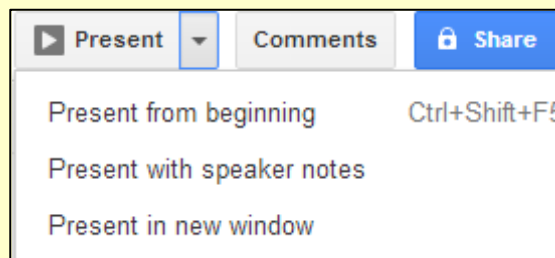 Present Comments Share
Present from beginning Ctrl+Shift+F5
Present with speaker notes
Present in new window